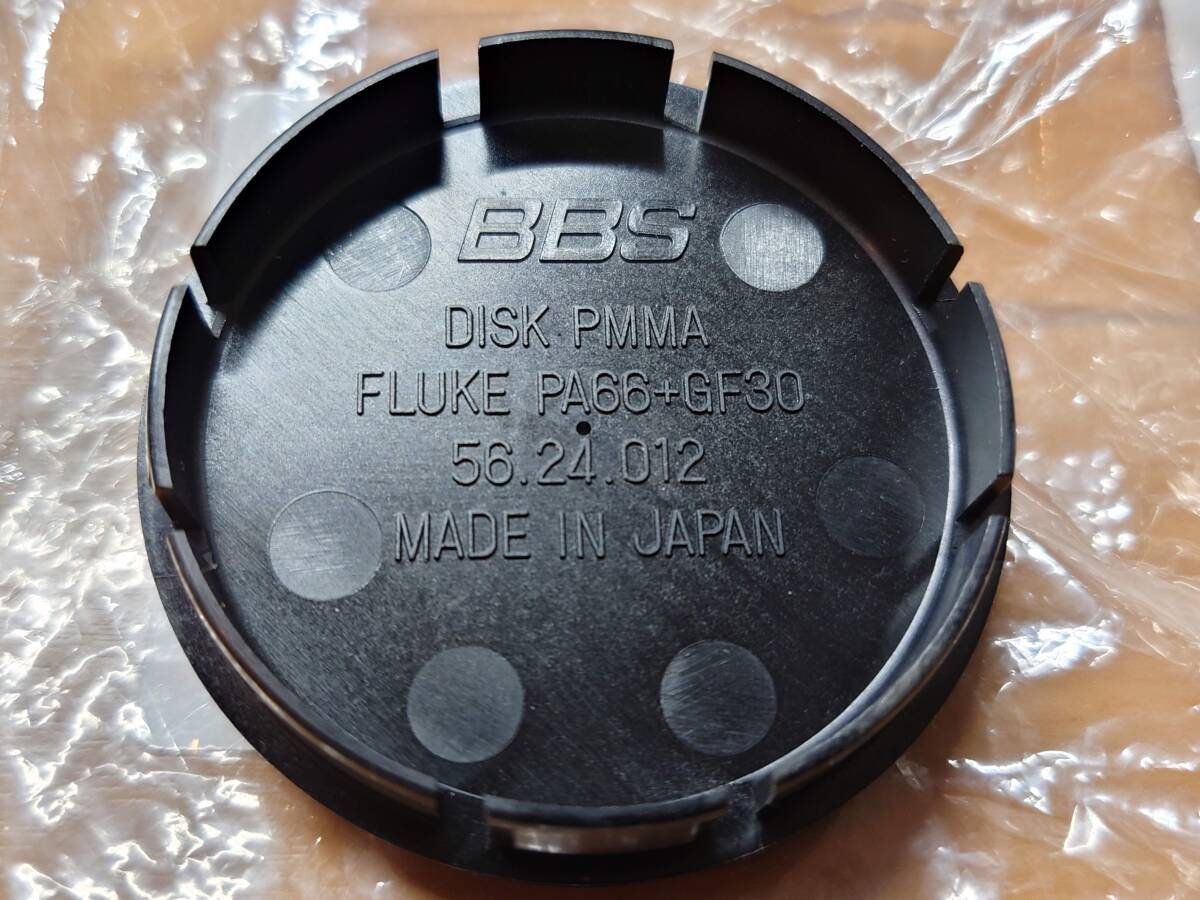 BBS
DISK PMMA
FLUKE PA66+GF30
56.24.012
MADE IN JAPAN